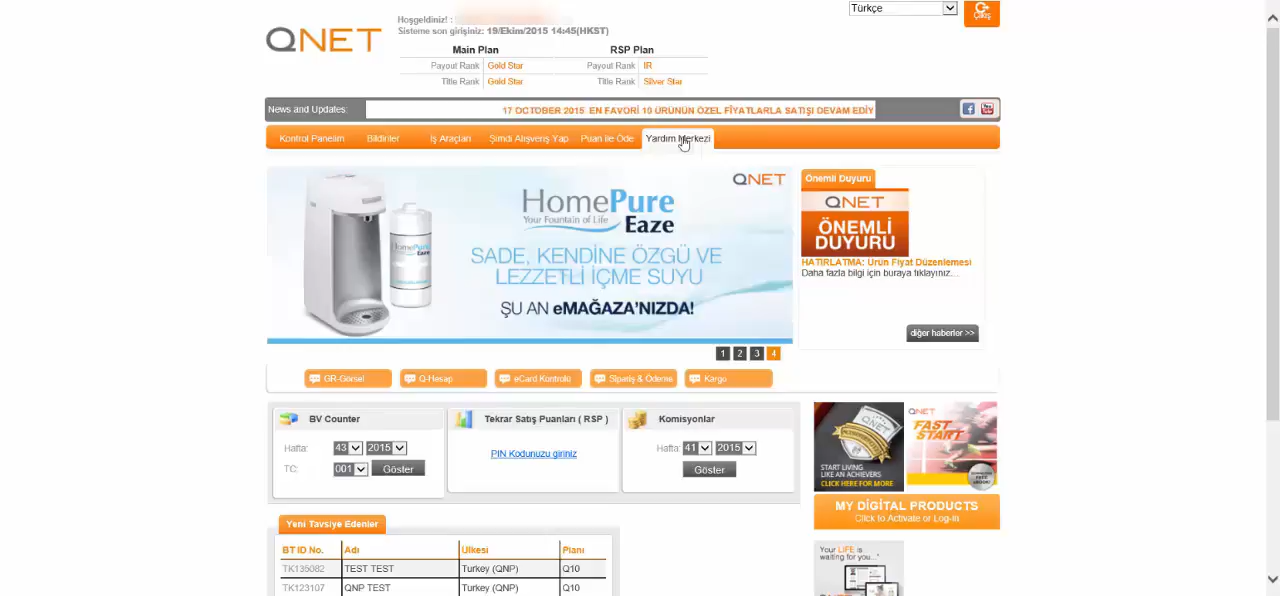 QNET
Hoşgeldiniz! :
Sisteme son girişiniz: 19/Ekim/2015 14:45(HKST)
Türkçe
Çıkış
Main Plan
RSP Plan
Payout Rank Gold Star
Payout Rank IR
Title Rank Gold Star
Title Rank Silver Star
News and Updates:
17 OCTOBER 2015 EN FAVORİ 10 ÜRÜNÜN ÖZEL FİYATLARLA SATIŞI DEVAM EDİY
Kontrol Panelim Bildiriler İş Araçları Şimdi Alışveriş Yap Puan ile Öde Yardım Merkezi
QNET
HomePure
Your Fountain of Life Eaze
HomePure
Eaze
SADE, KENDİNE ÖZGÜ VE
LEZZETLİ İÇME SUYU
ŞU AN eMAĞAZA'NIZDA!
1 2 3 4
Önemli Duyuru
QNET
ÖNEMLİ
DUYURU
HATIRLATMA: Ürün Fiyat Düzenlemesi
Daha fazla bilgi için buraya tıklayınız....
diğer haberler >>
GR-Görsel Q-Hesap eCard Kontrolü Sipariş & Ödeme Kargo
BV Counter
Hafta: 43 2015
TC: 001 Göster
Tekrar Satış Puanları ( RSP )
PIN Kodunuzu giriniz
Komisyonlar
Hafta: 41 2015
Göster
QNET
START LIVING
LIKE AN ACHIEVERS
CLICK HERE FOR MORE
QNET
FAST
START
MY DIGITAL PRODUCTS
Click to Activate or Log-in
Your LIFE is
waiting for you..."
Yeni Tavsiye Edenler
BT ID No. Adı Ülkesi Planı
TK135082 TEST TEST Turkey (QNP) Q10
TK123107 QNP TEST Turkey (QNP) Q10